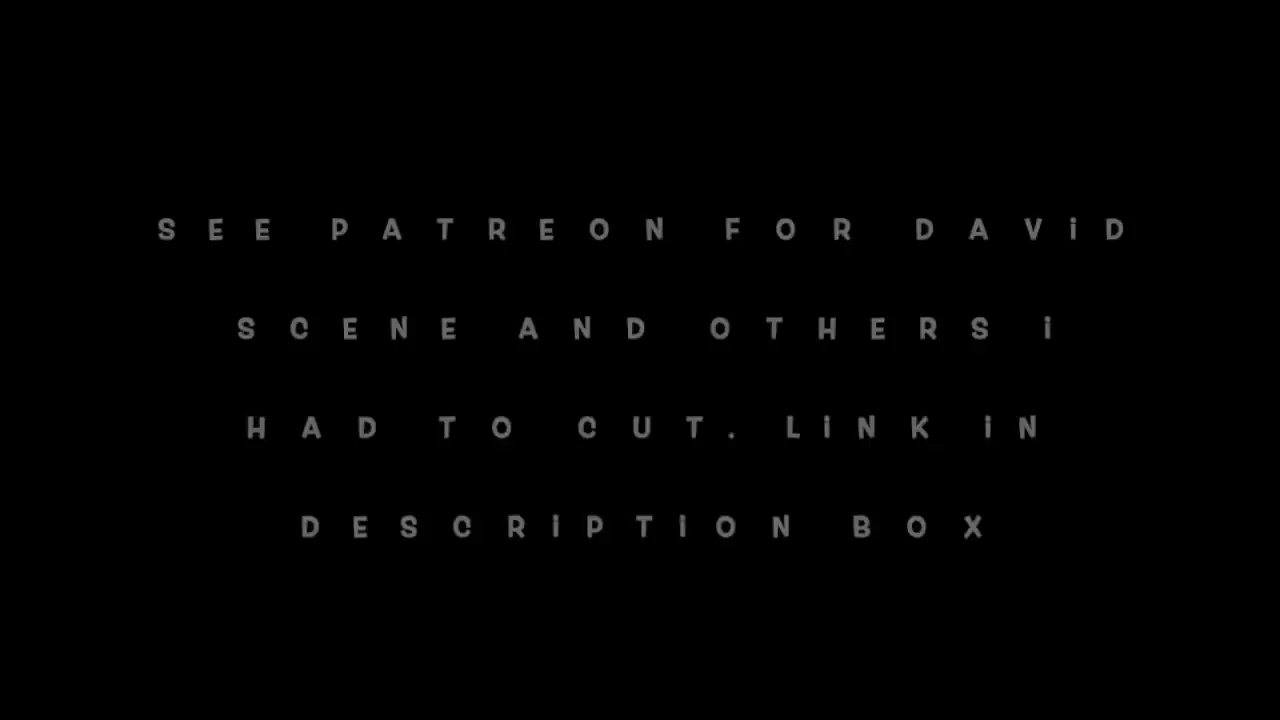 SEE PATREON FOR DAViD
SCENE AND OTHERS i
HAD TO CUT. LiNK iN
DESCRiPTiON BOX